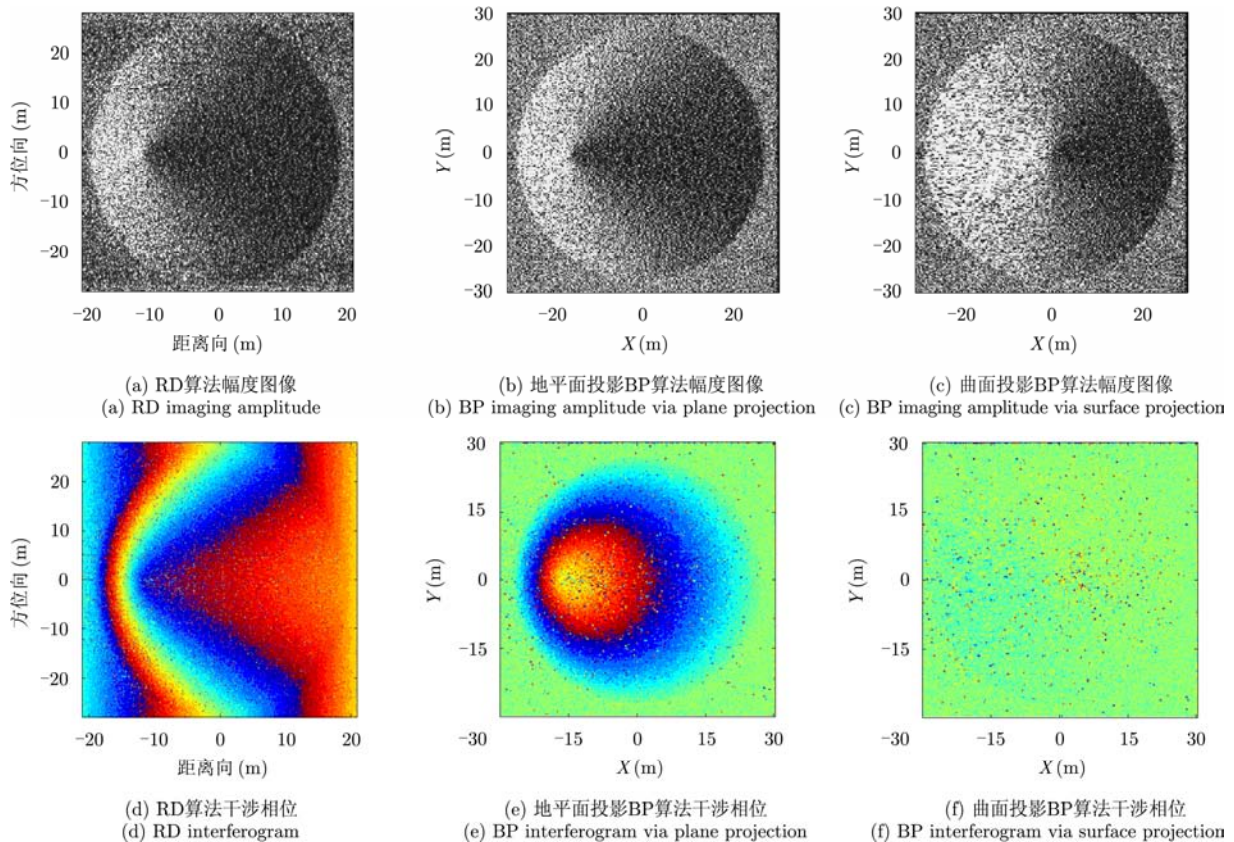 20
10
0
−10
−20
方位向 (m)
−20 −10 0 10 20
距离向 (m)
(a) RD算法幅度图像
(a) RD imaging amplitude
30
20
10
0
−10
−20
−30
Y (m)
−20 0 20
X (m)
(b) 地平面投影BP算法幅度图像
(b) BP imaging amplitude via plane projection
30
20
10
0
−10
−20
−30
Y (m)
−20 0 20
X (m)
(c) 曲面投影BP算法幅度图像
(c) BP imaging amplitude via surface projection
20
10
0
−10
−20
方位向 (m)
−20 −10 0 10 20
距离向 (m)
(d) RD算法干涉相位
(d) RD interferogram
30
15
0
−15
−30
Y (m)
−15 0 15 30
X (m)
(e) 地平面投影BP算法干涉相位
(e) BP interferogram via plane projection
30
15
0
−15
−30
Y (m)
−15 0 15 30
X (m)
(f) 曲面投影BP算法干涉相位
(f) BP interferogram via surface projection